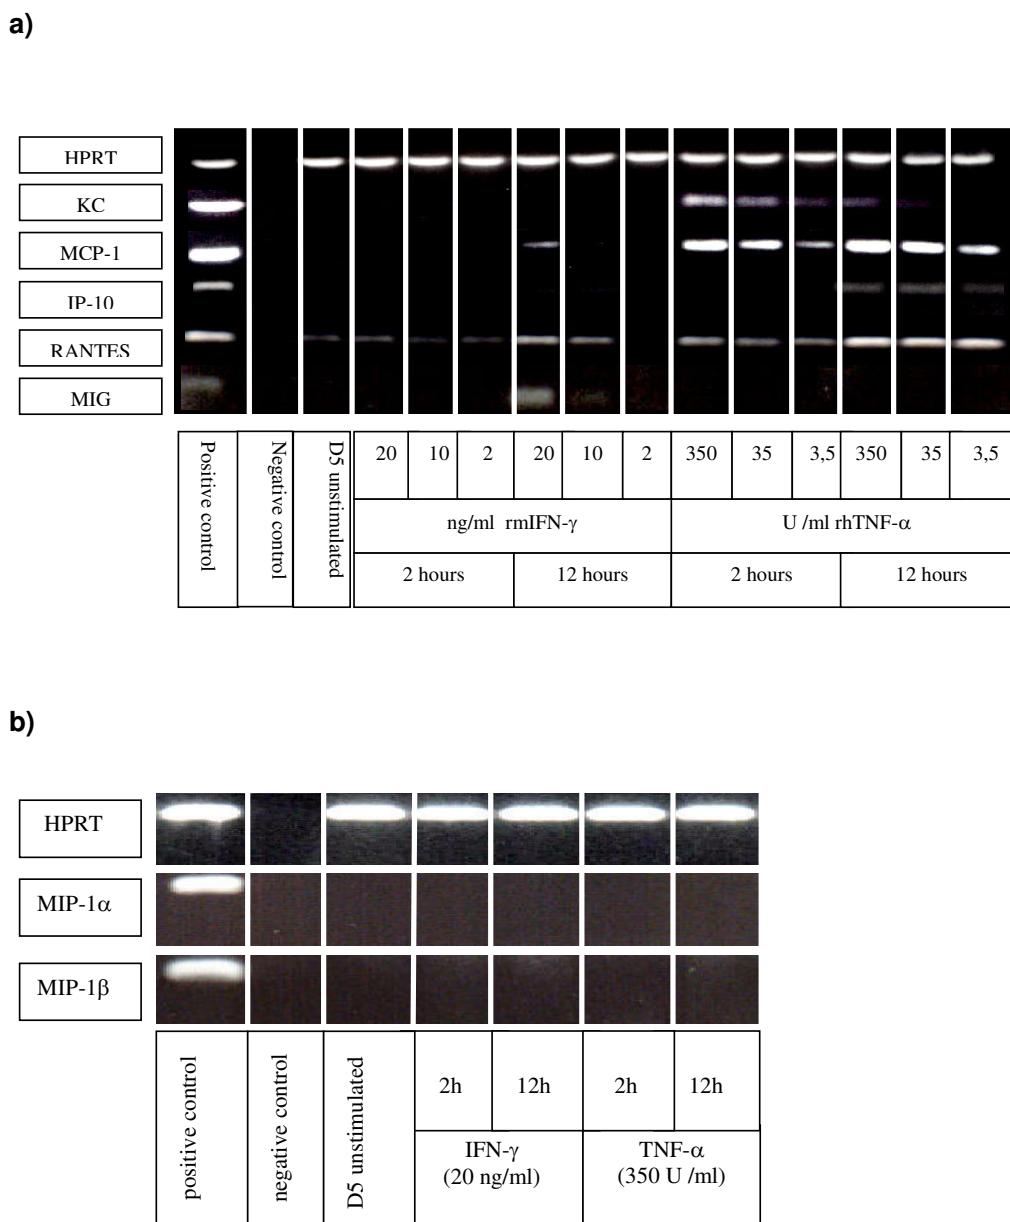 a)
HPRT
KC
MCP-1
IP-10
RANTES
MIG
Positive control
Negative control
D5 unstimulated
20 10 2 20 10 2 350 35 3,5 350 35 3,5
ng/ml rmIFN-γ U /ml rhTNF-α
2 hours 12 hours 2 hours 12 hours
b)
HPRT
MIP-1α
MIP-1β
positive control
negative control
D5 unstimulated
2h 12h 2h 12h
IFN-γ TNF-α
(20 ng/ml) (350 U /ml)